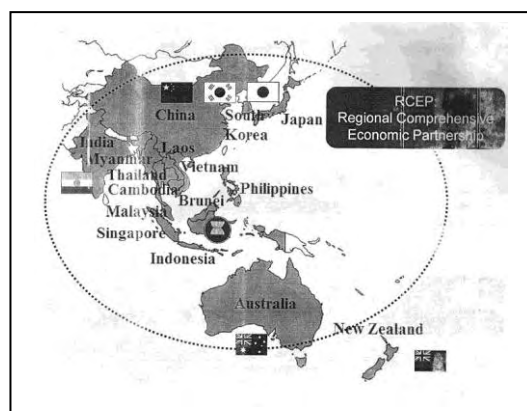 RCEP
Regional Comprehensive
Economic Partnership
China
South
Korea
Japan
India
Myanmar
Laos
Thailand
Vietnam
Cambodia
Philippines
Brunei
Malaysia
Singapore
Indonesia
Australia
New Zealand